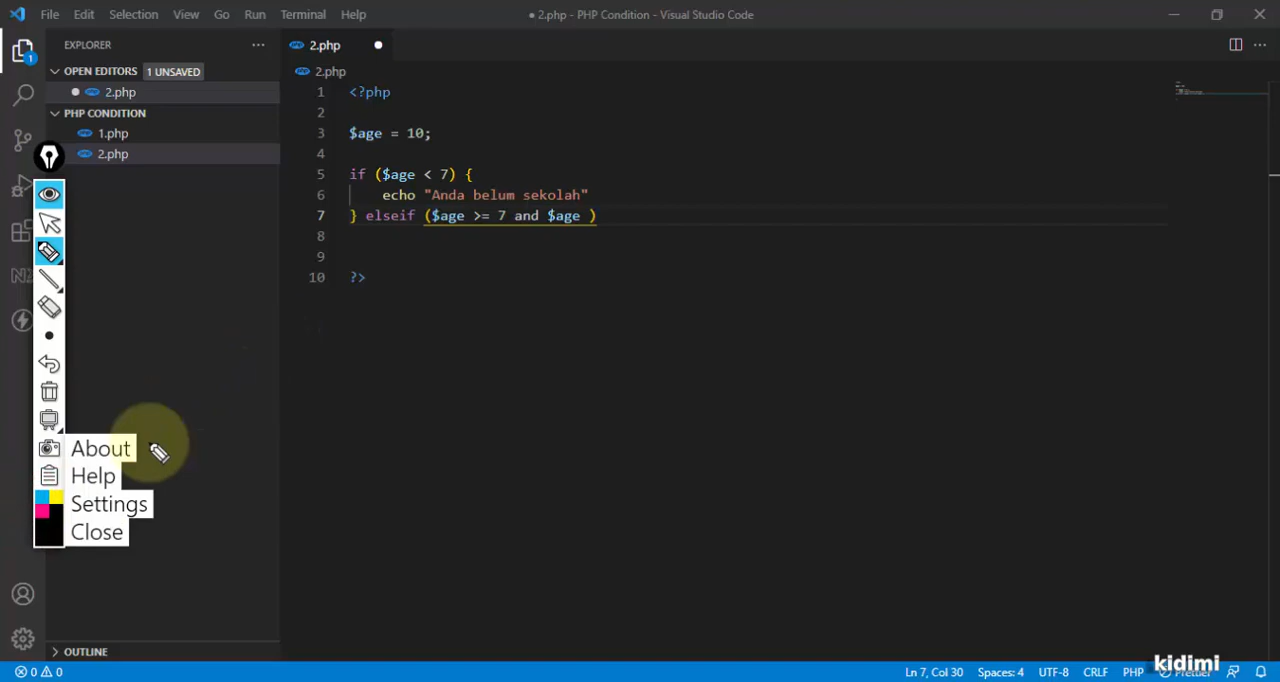 File Edit Selection View Go Run Terminal Help
● 2.php - PHP Condition - Visual Studio Code
EXPLORER
OPEN EDITORS 1 UNSAVED
2.php
PHP CONDITION
1.php
2.php
About
Help
Settings
Close
OUTLINE
2.php
2.php
1 <?php
2
3 $age = 10;
4
5 if ($age < 7) {
6 echo "Anda belum sekolah"
7 } elseif ($age >= 7 and $age )
8
9
10 ?>
1
0 0
Ln 7, Col 30 Spaces: 4 UTF-8 CRLF PHP Prettier
kidimi